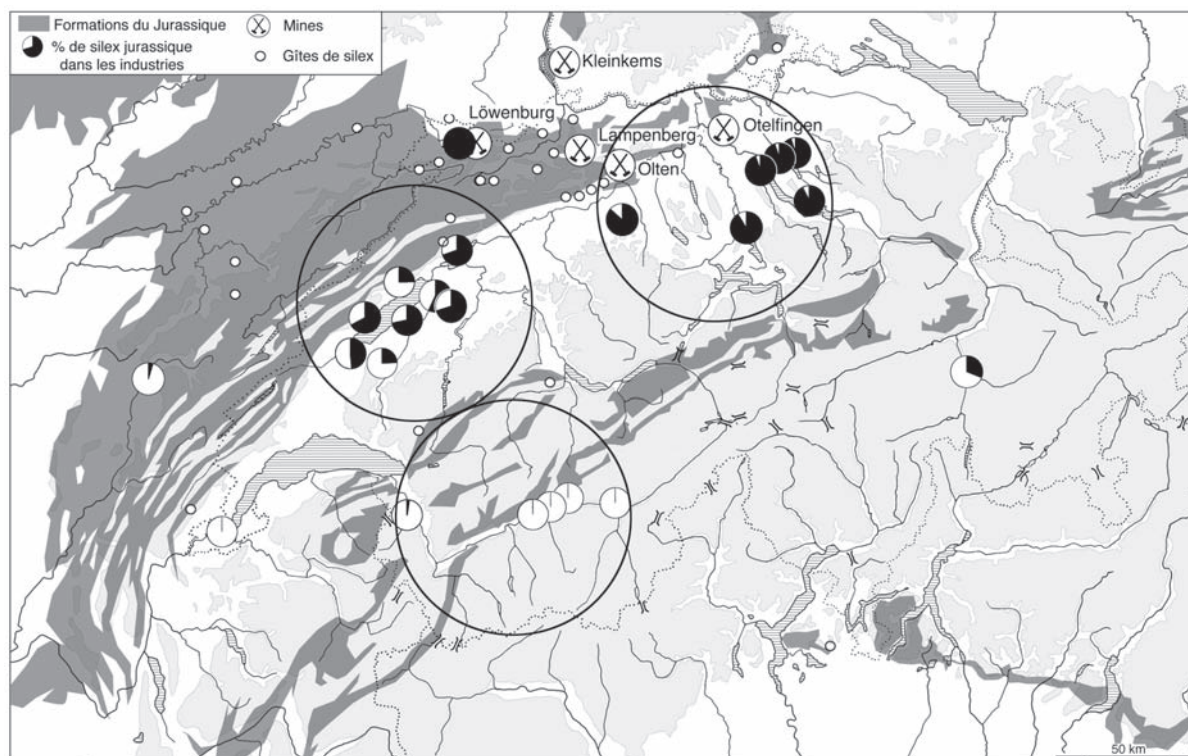 Formations du Jurassique
Mines
% de silex jurassique
dans les industries
Gîtes de silex
Kleinkems
Löwenburg
Lampenberg
Otelfingen
Olten
50 km